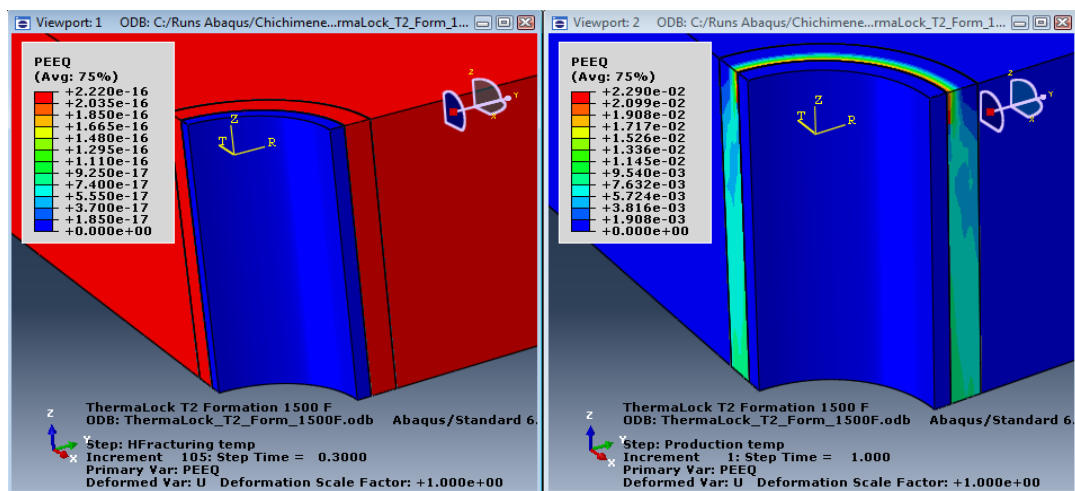 Viewport: 1 ODB: C:/Runs Abaqus/Chichimene...rmaLock_T2_Form_1...
PEEQ
(Avg: 75%)
+2.220e-16
+2.035e-16
+1.850e-16
+1.665e-16
+1.480e-16
+1.295e-16
+1.110e-16
+9.250e-17
+7.400e-17
+5.550e-17
+3.700e-17
+1.850e-17
+0.000e+00
Z
T
R
Z
Y
X
Z
Y
X
ThermaLock T2 Formation 1500 F
ODB: ThermaLock_T2_Form_1500F.odb Abaqus/Standard 6.
Step: HFracturing temp
Increment 105: Step Time = 0.3000
Primary Var: PEEQ
Deformed Var: U Deformation Scale Factor: +1.000e+00
Viewport: 2 ODB: C:/Runs Abaqus/Chichimene...rmaLock_T2_Form_1...
PEEQ
(Avg: 75%)
+2.290e-02
+2.099e-02
+1.908e-02
+1.717e-02
+1.526e-02
+1.336e-02
+1.145e-02
+9.540e-03
+7.632e-03
+5.724e-03
+3.816e-03
+1.908e-03
+0.000e+00
Z
T
R
Z
Y
X
Z
Y
X
ThermaLock T2 Formation 1500 F
ODB: ThermaLock_T2_Form_1500F.odb Abaqus/Standard 6.
Step: Production temp
Increment 1: Step Time = 1.000
Primary Var: PEEQ
Deformed Var: U Deformation Scale Factor: +1.000e+00